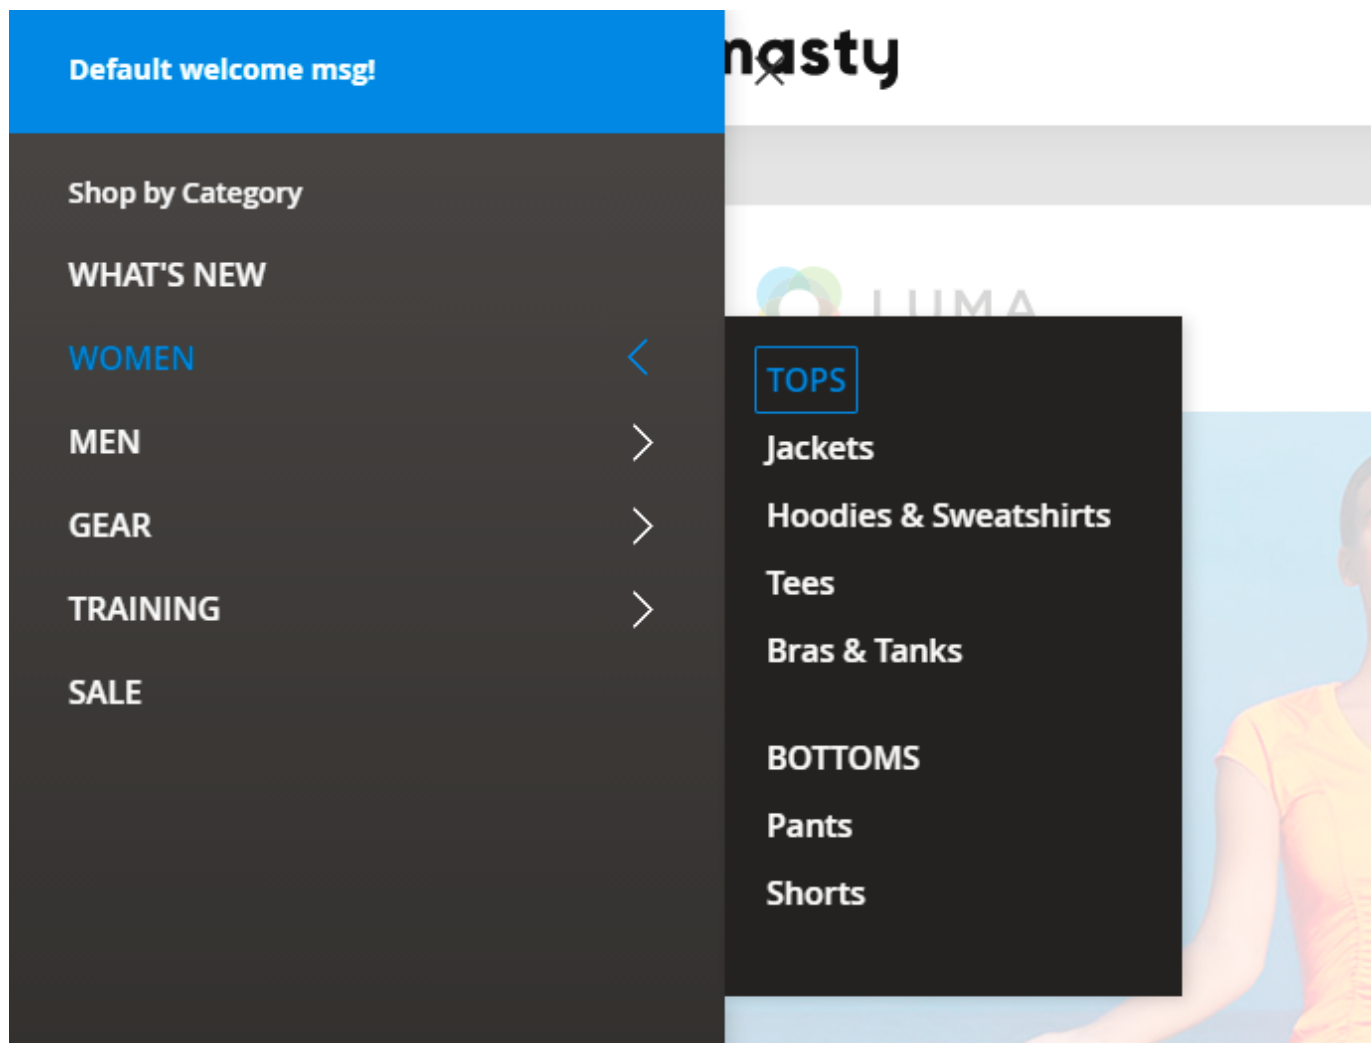 Default welcome msg!
Shop by Category
WHAT'S NEW
WOMEN
MEN
GEAR
TRAINING
SALE
LUMA
TOPS
Jackets
Hoodies & Sweatshirts
Tees
Bras & Tanks
BOTTOMS
Pants
Shorts